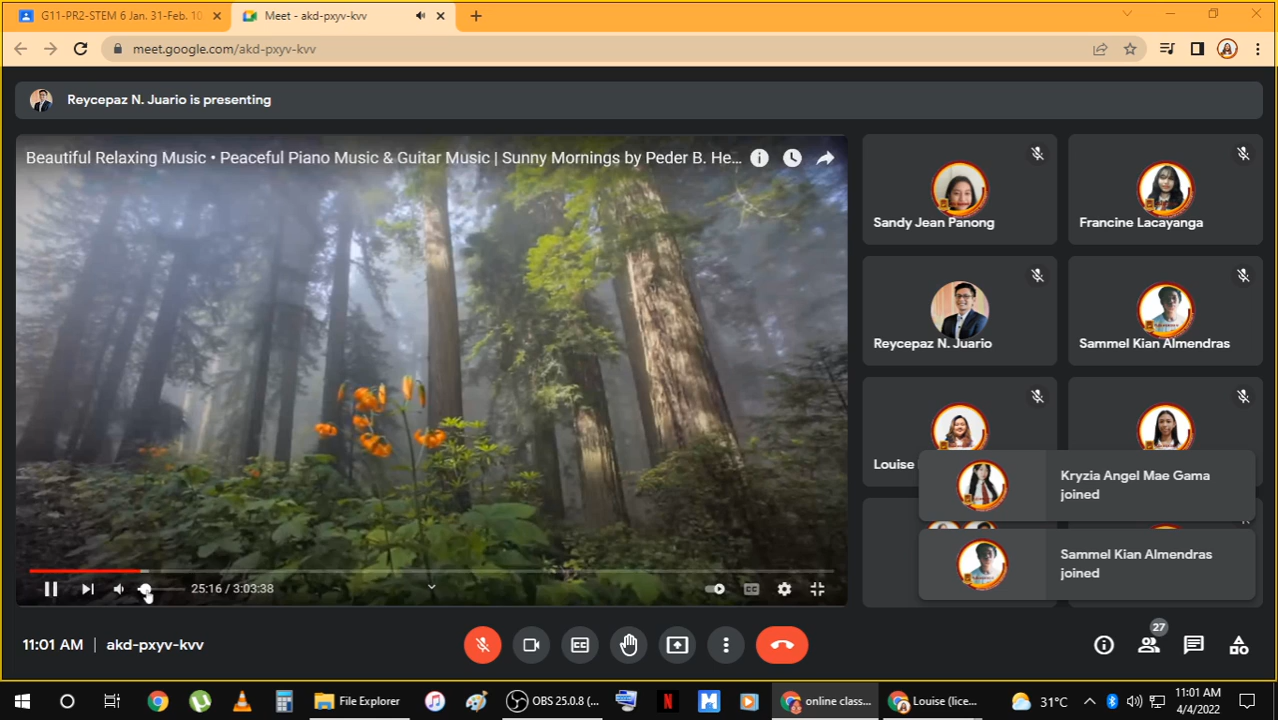 G11-PR2-STEM 6 Jan. 31-Feb. 10
Meet - akd-pxyv-kvv
meet.google.com/akd-pxyv-kvv
Reycepaz N. Juario is presenting
Beautiful Relaxing Music • Peaceful Piano Music & Guitar Music | Sunny Mornings by Peder B. He...
Sandy Jean Panong
Francine Lacayanga
Reycepaz N. Juario
Sammel Kian Almendras
Louise
Kryzia Angel Mae Gama
joined
Sammel Kian Almendras
joined
25:16 / 3:03:38
CC
11:01 AM | akd-pxyv-kvv
27
File Explorer
OBS 25.0.8 (...
online class...
Louise (lice...
31°C
11:01 AM
4/4/2022